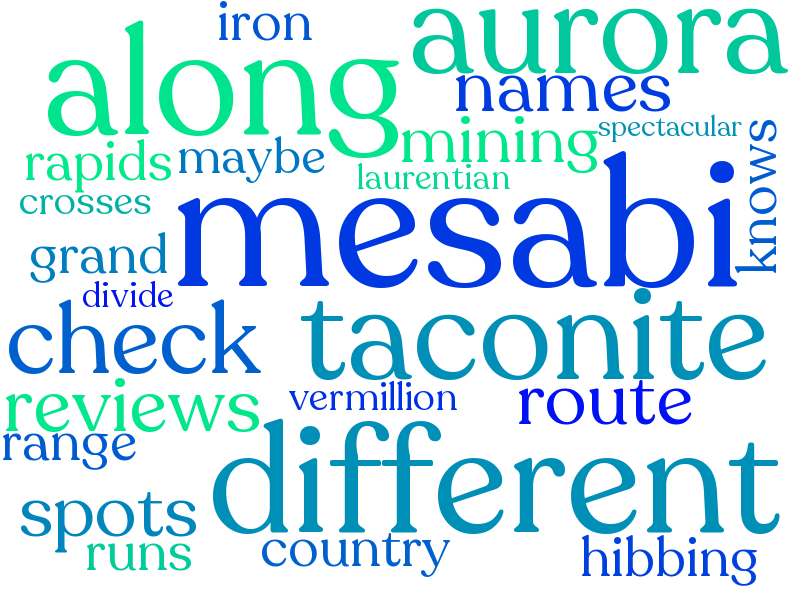 iron
aurora
along
names
spectacular
mining
knows
rapids
maybe
laurentian
crosses
mesabi
grand
divide
check
taconite
reviews
vermillion
route
range
different
spots
runs
country
hibbing